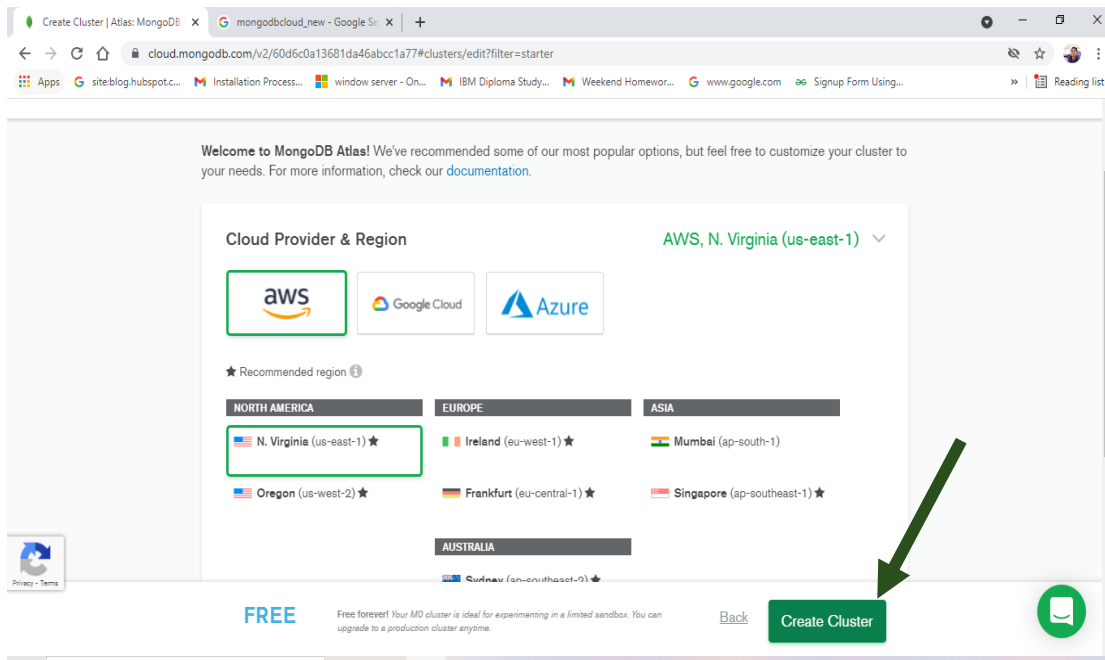 Create Cluster | Atlas: MongoDB
mongodbcloud_new - Google Se
cloud.mongodb.com/v2/60d6c0a13681da46abcc1a77#clusters/edit?filter=starter
Apps
site:blog.hubspot.c...
Installation Process...
window server - On...
IBM Diploma Study...
Weekend Homewor...
www.google.com
Signup Form Using...
»
Reading list
Welcome to MongoDB Atlas! We've recommended some of our most popular options, but feel free to customize your cluster to
your needs. For more information, check our documentation.
Cloud Provider & Region
AWS, N. Virginia (us-east-1)
aws
Google Cloud
Azure
★ Recommended region
NORTH AMERICA
EUROPE
ASIA
N. Virginia (us-east-1) ★
Ireland (eu-west-1) ★
Mumbai (ap-south-1)
Oregon (us-west-2) ★
Frankfurt (eu-central-1) ★
Singapore (ap-southeast-1) ★
AUSTRALIA
Sydney (ap-southeast-2) ★
Privacy - Terms
FREE
Free forever! Your M0 cluster is ideal for experimenting in a limited sandbox. You can
upgrade to a production cluster anytime.
Back
Create Cluster